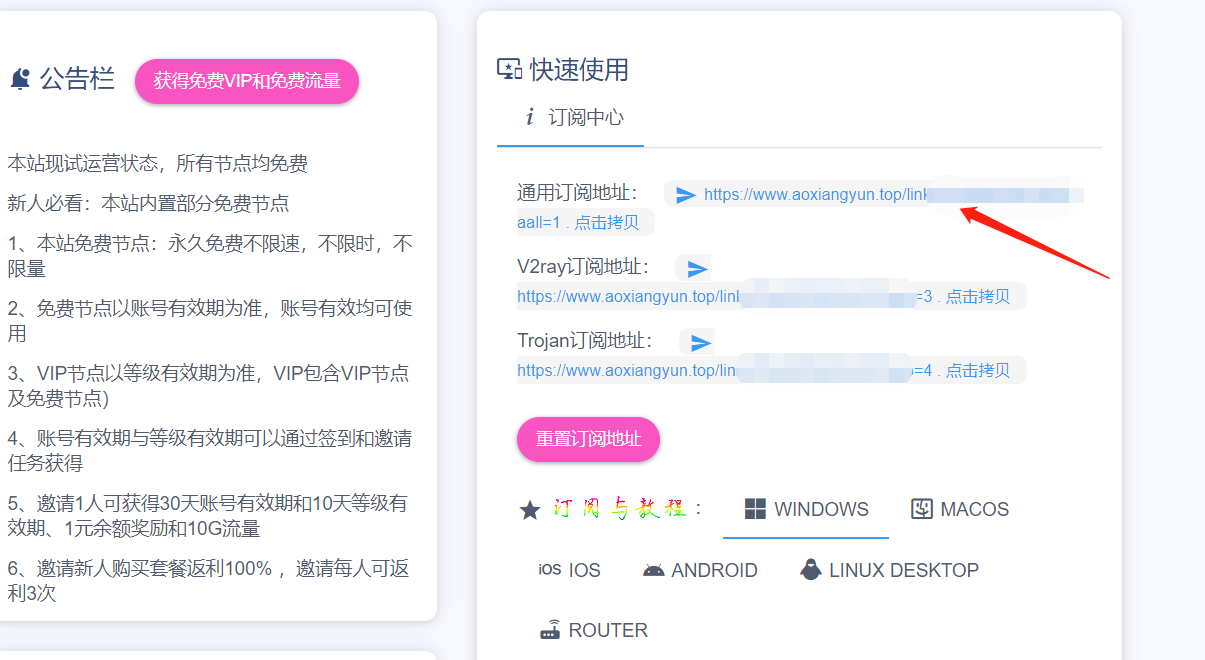 公告栏
获得免费VIP和免费流量
本站现试运营状态，所有节点均免费
新人必看：本站内置部分免费节点
1、本站免费节点：永久免费不限速，不限时，不
限量
2、免费节点以账号有效期为准，账号有效均可使
用
3、VIP节点以等级有效期为准，VIP包含VIP节点
及免费节点)
4、账号有效期与等级有效期可以通过签到和邀请
任务获得
5、邀请1人可获得30天账号有效期和10天等级有
效期、1元余额奖励和10G流量
6、邀请新人购买套餐返利100% ，邀请每人可返
利3次
快速使用
i 订阅中心
通用订阅地址： https://www.aoxiangyun.top/link
aall=1 . 点击拷贝
V2ray订阅地址：
https://www.aoxiangyun.top/link =3 . 点击拷贝
Trojan订阅地址：
https://www.aoxiangyun.top/lin =4 . 点击拷贝
重置订阅地址
订阅与教程： WINDOWS MACOS
iOS IOS ANDROID LINUX DESKTOP
ROUTER